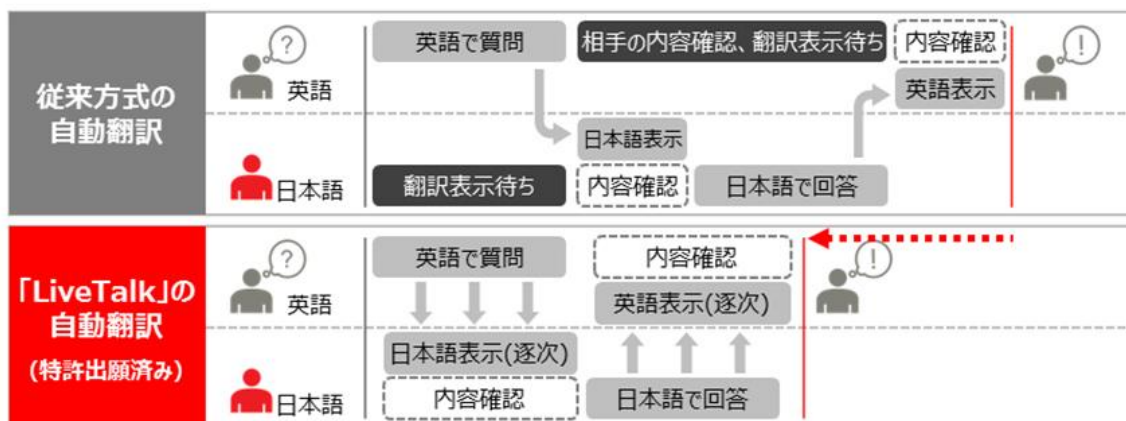 従来方式の
自動翻訳
?
英語
英語で質問
相手の内容確認、翻訳表示待ち
内容確認
英語表示
!
日本語
翻訳表示待ち
日本語表示
内容確認
日本語で回答
「LiveTalk」の
自動翻訳
(特許出願済み)
?
英語
英語で質問
内容確認
英語表示(逐次)
!
日本語
日本語表示(逐次)
内容確認
日本語で回答